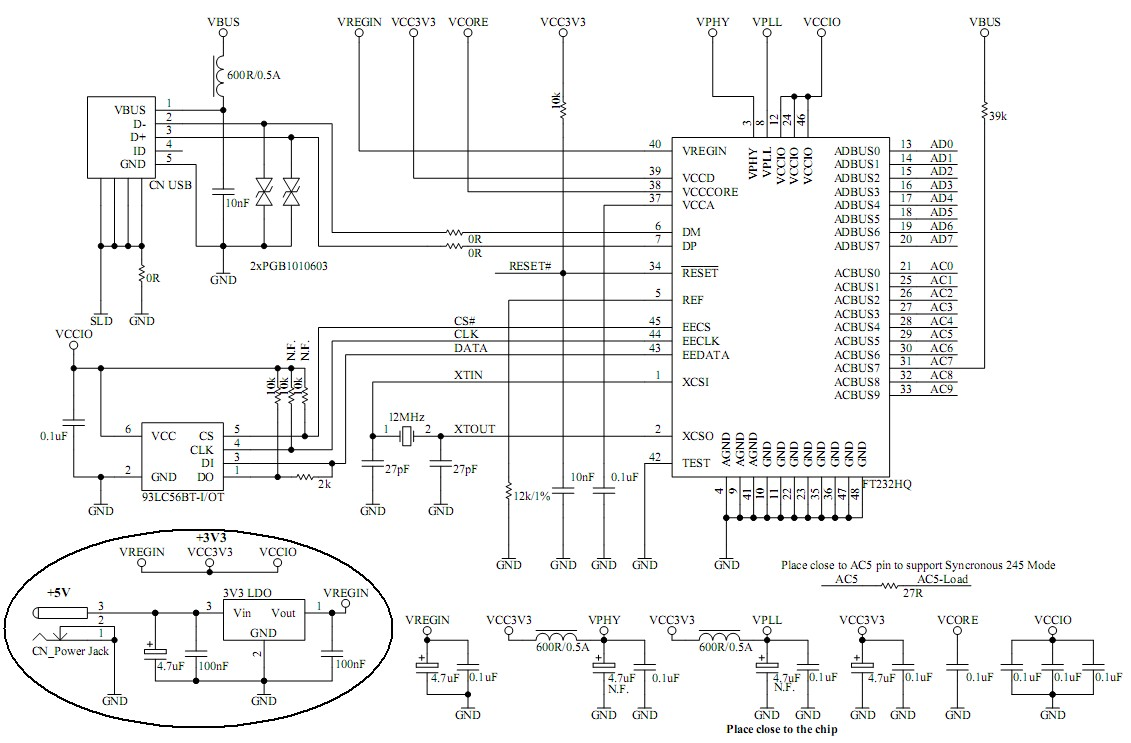 VBUS VREGIN VCC3V3 VCORE VCC3V3 VPHY VPLL VCCIO VBUS
600R/0.5A
10k
39k
VBUS 1
D- 2
D+ 3
ID 4
GND 5
CN USB
10nF
2xPGB1010603
GND
0R
SLD GND
0R
0R
RESET#
3 8 12 24 46
VPHY VPLL VCCIO VCCIO VCCIO
40 VREGIN
39 VCCD
38 VCCCORE
37 VCCA
6 DM
7 DP
34 RESET
5 REF
45 EECS
44 EECLK
43 EEDATA
1 XCSI
2 XCSO
42 TEST
ADBUS0 13 AD0
ADBUS1 14 AD1
ADBUS2 15 AD2
ADBUS3 16 AD3
ADBUS4 17 AD4
ADBUS5 18 AD5
ADBUS6 19 AD6
ADBUS7 20 AD7
ACBUS0 21 AC0
ACBUS1 25 AC1
ACBUS2 26 AC2
ACBUS3 27 AC3
ACBUS4 28 AC4
ACBUS5 29 AC5
ACBUS6 30 AC6
ACBUS7 31 AC7
ACBUS8 32 AC8
ACBUS9 33 AC9
AGND AGND AGND GND GND GND GND GND GND GND GND
4 9 41 10 11 22 23 35 36 47 48
FT232HQ
GND
CS#
CLK
DATA
XTIN
XTOUT
VCCIO
N.F. N.F.
10k 10k 10k
0.1uF
6 VCC CS 5
CLK 4
DI 3
2 GND DO 1
93LC56BT-I/OT
2k
GND
12MHz
1 2
27pF 27pF
GND GND
12k/1% 10nF 0.1uF
GND GND GND GND
+3V3
VREGIN VCC3V3 VCCIO
+5V
3
2
1
CN_Power Jack
3V3 LDO
3 Vin Vout 1
GND
2
VREGIN
4.7uF 100nF 100nF
GND GND
Place close to AC5 pin to support Syncronous 245 Mode
AC5 AC5-Load
27R
VREGIN
+
4.7uF 0.1uF
GND
VCC3V3 VPHY
600R/0.5A
+
4.7uF
N.F.
0.1uF
GND GND
VCC3V3 VPLL
600R/0.5A
+
4.7uF
N.F.
0.1uF
GND GND
VCC3V3
+
4.7uF 0.1uF
GND GND
VCORE
0.1uF
GND
VCCIO
0.1uF 0.1uF 0.1uF
GND
Place close to the chip